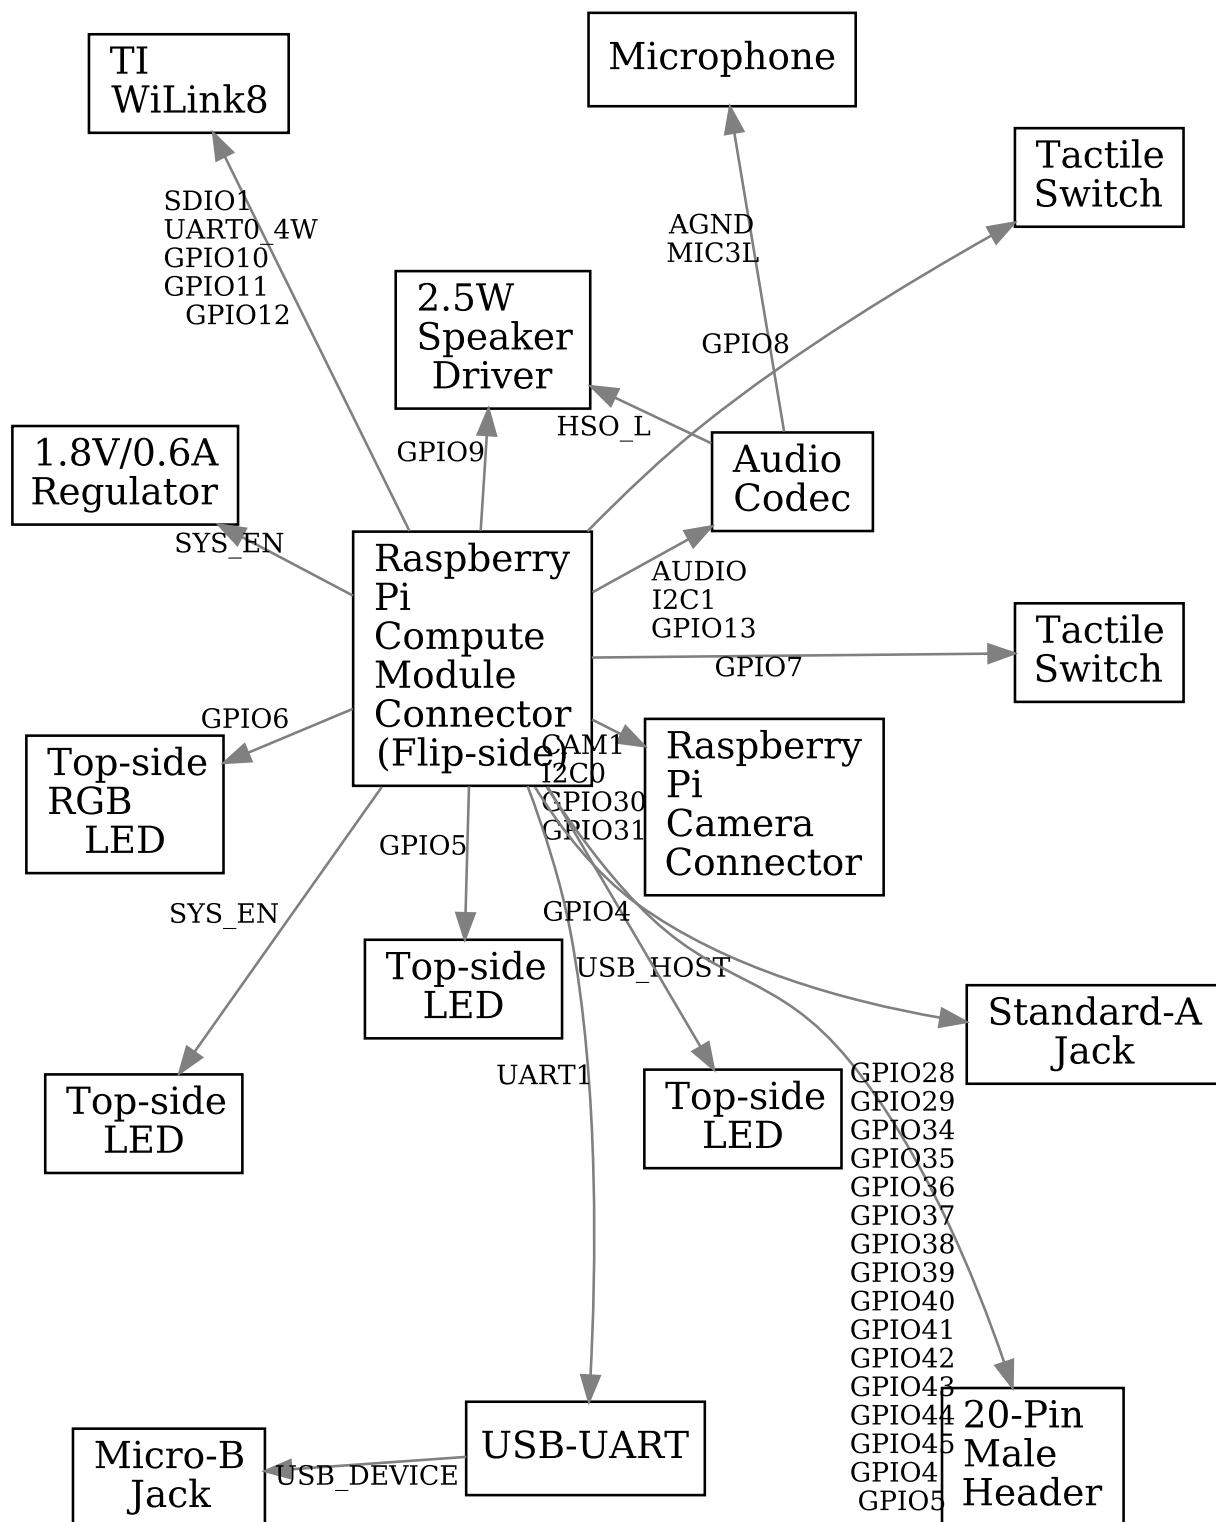 Microphone
TI
WiLink8
Tactile
Switch
SDIO1
UART0_4W
GPIO10
GPIO11
GPIO12
AGND
MIC3L
2.5W
Speaker
Driver
GPIO8
HSO_L
1.8V/0.6A
Regulator
GPIO9
Audio
Codec
SYS_EN
Raspberry
Pi
Compute
Module
Connector
(Flip-side)
AUDIO
I2C1
GPIO13
Tactile
Switch
GPIO7
GPIO6
Top-side
RGB
LED
CAM1
I2C0
GPIO30
GPIO31
Raspberry
Pi
Camera
Connector
GPIO5
SYS_EN
GPIO4
Top-side
LED
USB_HOST
Standard-A
Jack
UART1
Top-side
LED
Top-side
LED
GPIO28
GPIO29
GPIO34
GPIO35
GPIO36
GPIO37
GPIO38
GPIO39
GPIO40
GPIO41
GPIO42
GPIO43
GPIO44
GPIO45
GPIO4
GPIO5
20-Pin
Male
Header
USB-UART
USB_DEVICE
Micro-B
Jack